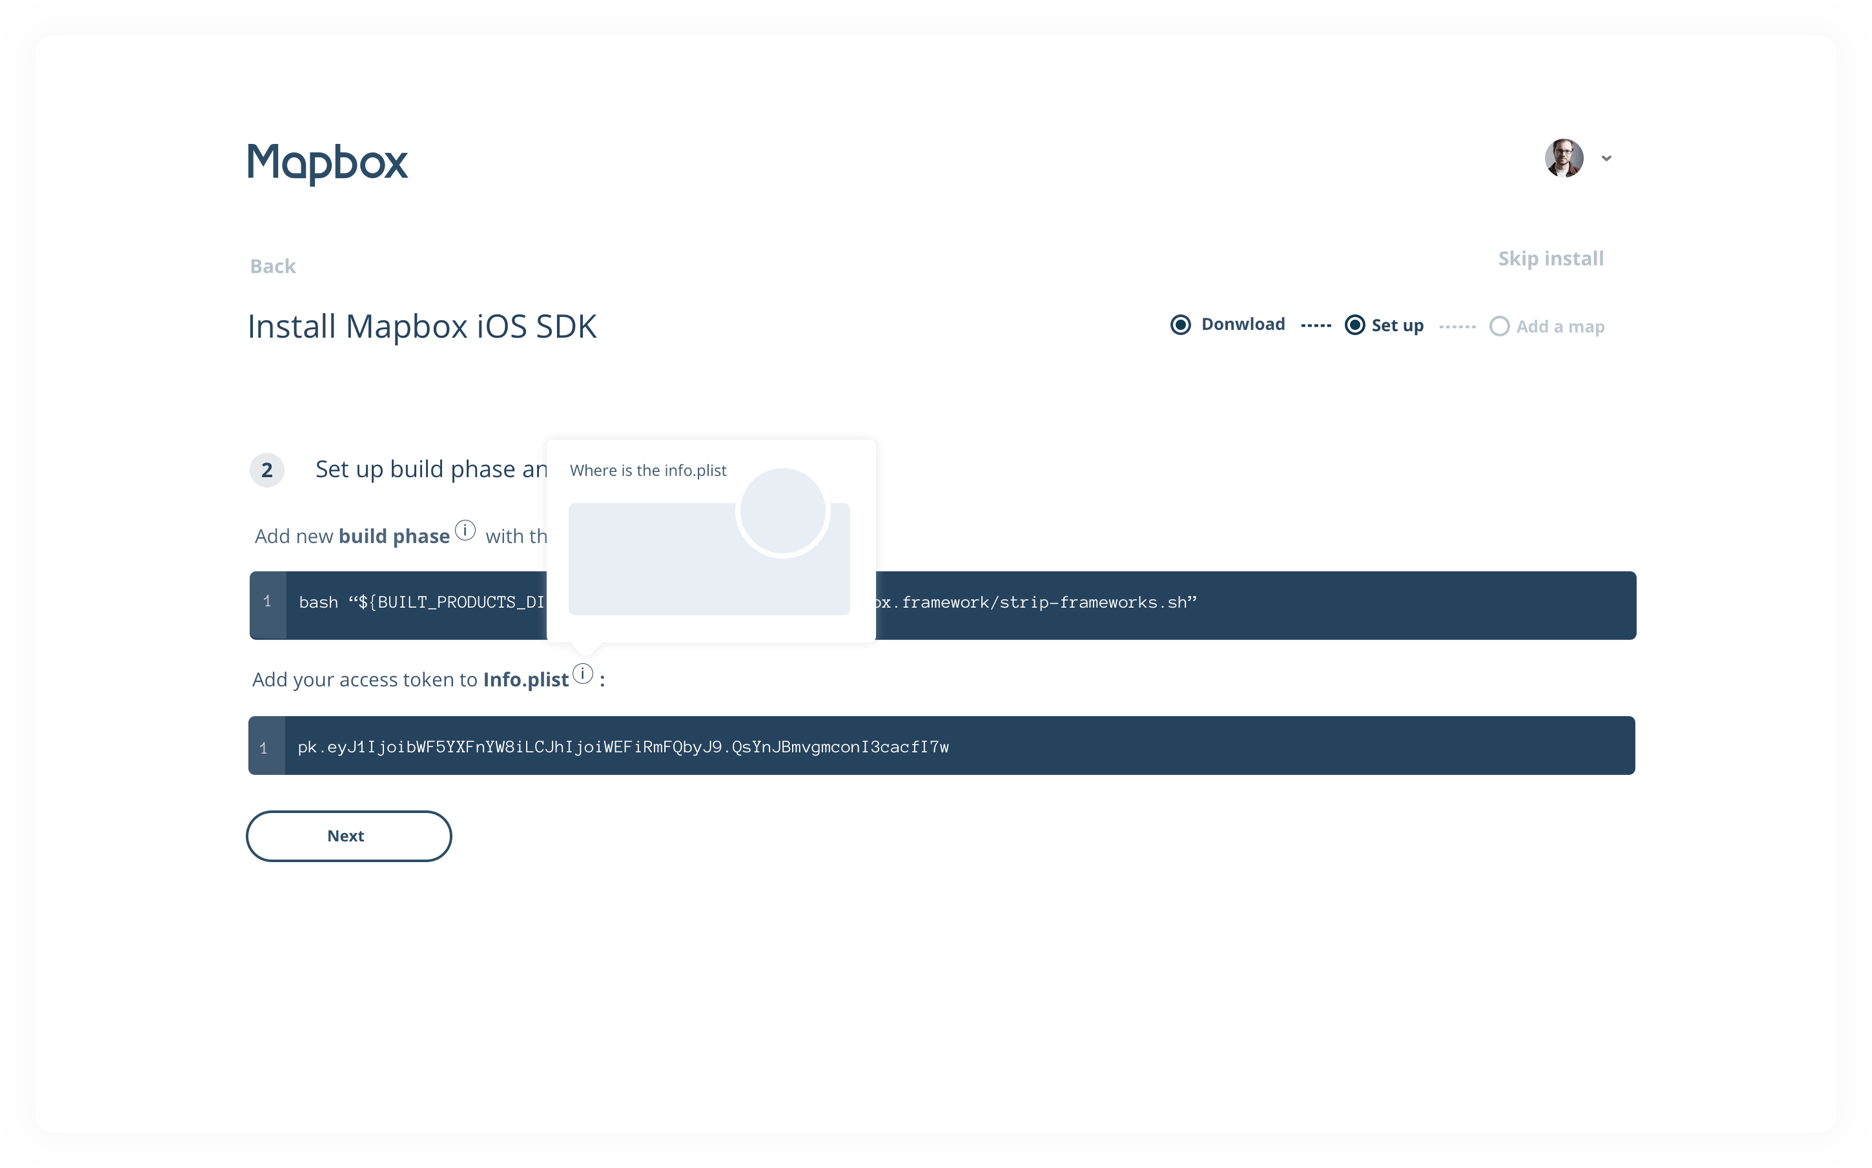 Mapbox
Back
Skip install
Install Mapbox iOS SDK
Donwload
Set up
Add a map
2
Set up build phase an
Where is the info.plist
Add new build phase i with th
1
bash “${BUILT_PRODUCTS_DI
ox.framework/strip-frameworks.sh”
Add your access token to Info.plist i :
1
pk.eyJ1IjoibWF5YXFnYW8iLCJhIjoiWEFiRmFQbyJ9.QsYnJBmvgmconI3cacfI7w
Next